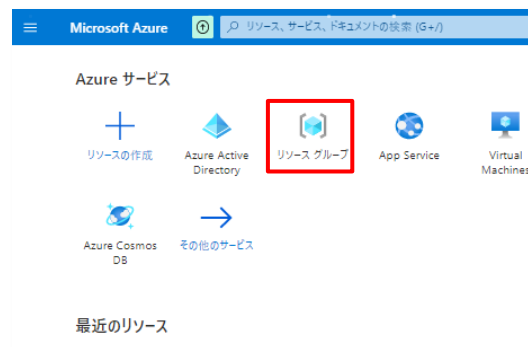 Microsoft Azure
リソース、サービス、ドキュメントの検索 (G+/)
Azure サービス
リソースの作成
Azure Active
Directory
リソース グループ
App Service
Virtual
Machines
Azure Cosmos
DB
その他のサービス
最近のリソース